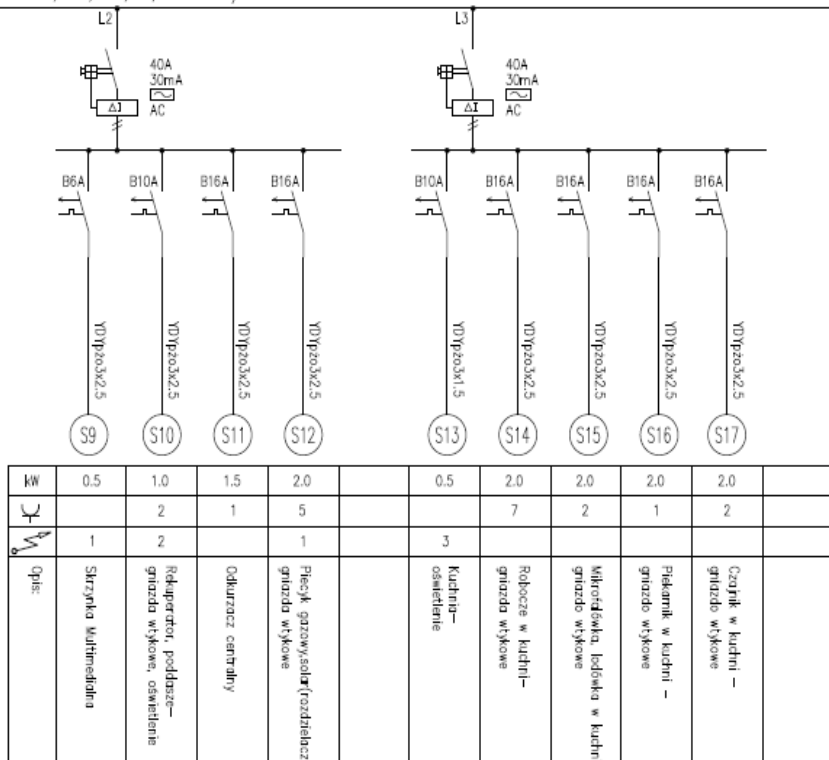 L2
L3
40A
30mA
ΔI
AC
40A
30mA
ΔI
AC
B6A
B10A
B16A
B16A
B10A
B16A
B16A
B16A
B16A
YDYpżo3x2.5
YDYpżo3x2.5
YDYpżo3x2.5
YDYpżo3x2.5
YDYpżo3x1.5
YDYpżo3x2.5
YDYpżo3x2.5
YDYpżo3x2.5
YDYpżo3x2.5
S9
S10
S11
S12
S13
S14
S15
S16
S17
kW 0.5 1.0 1.5 2.0 0.5 2.0 2.0 2.0 2.0
2 1 5 7 2 1 2
1 2 1 3
Opis:
Skrzynka Multimedialna
Rekuperator, poddasze–
gniazda wtykowe, oświetlenie
Odkurzacz centralny
Piecyk gazowy,solar(rozdzielacz
gniazda wtykowe
Kuchnia–
oświetlenie
Robocze w kuchni–
gniazda wtykowe
Mikrofalówka, lodówka w kuchni
gniazdo wtykowe
Piekarnik w kuchni –
gniazdo wtykowe
Czajnik w kuchni –
gniazdo wtykowe